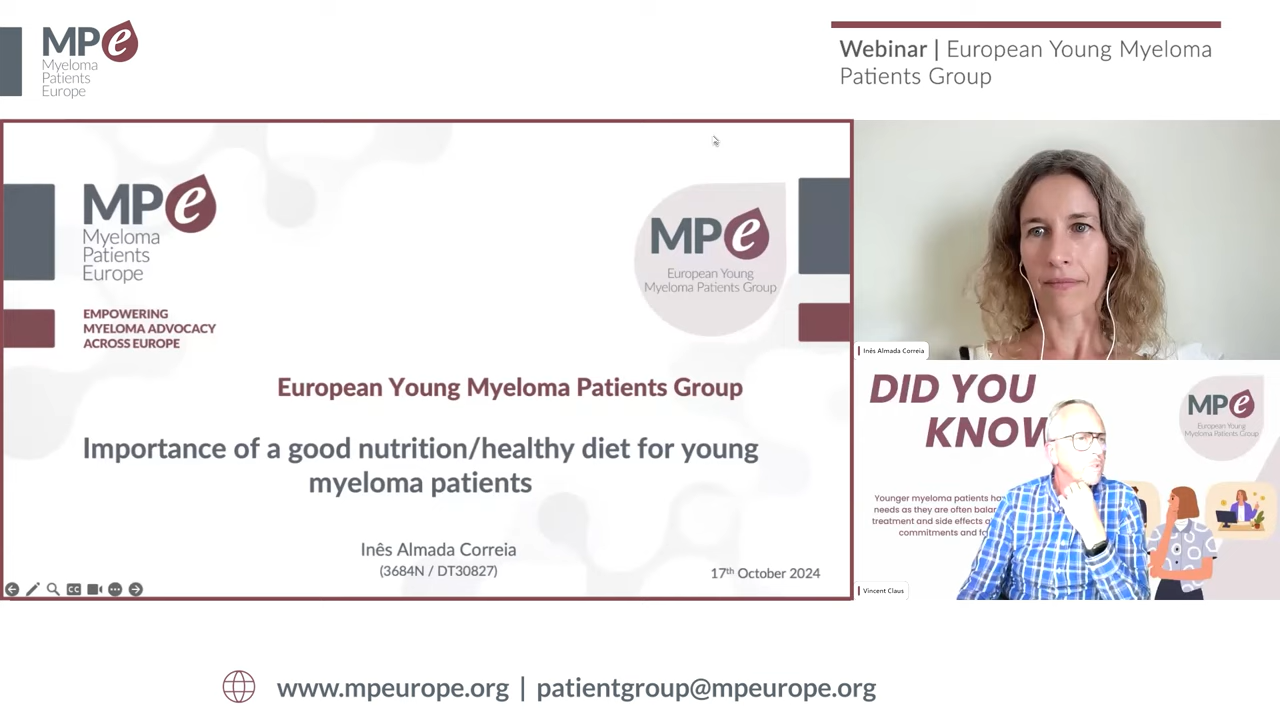 MPe
Myeloma
Patients
Europe
Webinar | European Young Myeloma
Patients Group
MPe
Myeloma
Patients
Europe
EMPOWERING
MYELOMA ADVOCACY
ACROSS EUROPE
MPe
European Young
Myeloma Patients Group
European Young Myeloma Patients Group
Importance of a good nutrition/healthy diet for young
myeloma patients
Inês Almada Correia
(3684N / DT30827)
17th October 2024
CC
Inês Almada Correia
DID YOU
KNOW
MPe
European Young
Myeloma Patients Group
Younger myeloma patients
needs as they are often
treatment and side effects
commitments and
Vincent Claus
www.mpeurope.org | patientgroup@mpeurope.org